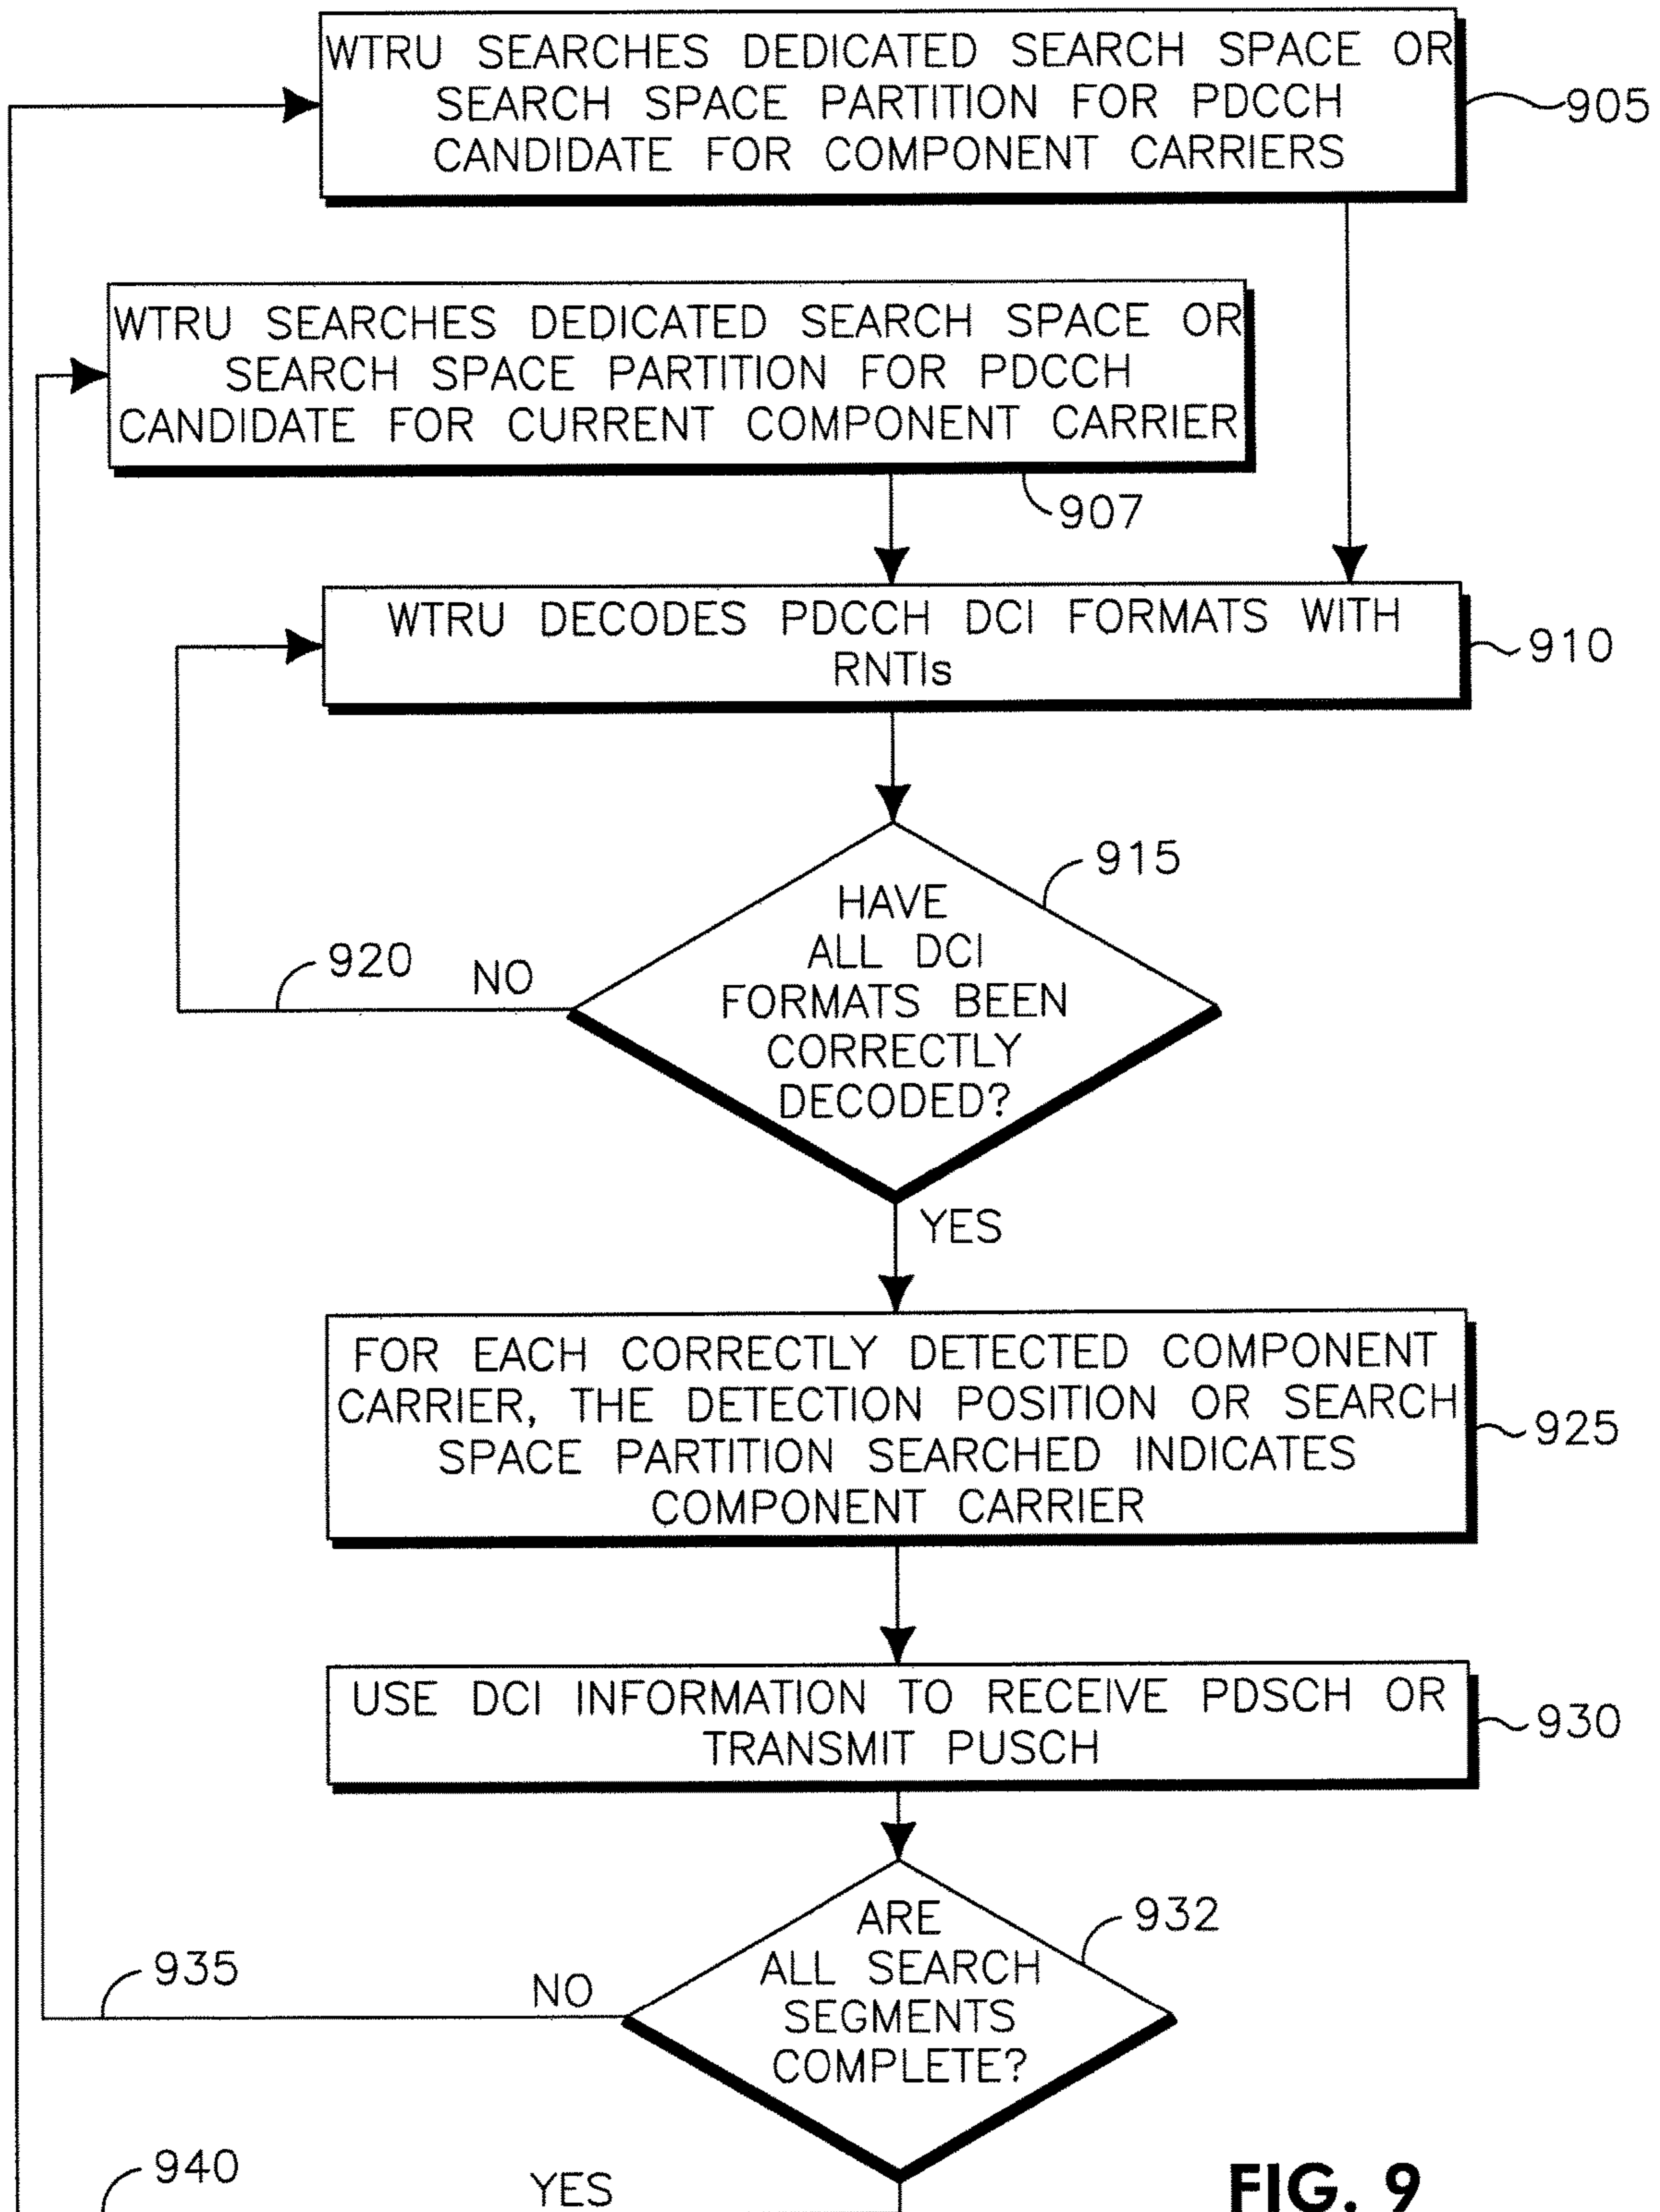 WTRU SEARCHES DEDICATED SEARCH SPACE OR
SEARCH SPACE PARTITION FOR PDCCH
CANDIDATE FOR COMPONENT CARRIERS
905
WTRU SEARCHES DEDICATED SEARCH SPACE OR
SEARCH SPACE PARTITION FOR PDCCH
CANDIDATE FOR CURRENT COMPONENT CARRIER
907
WTRU DECODES PDCCH DCI FORMATS WITH
RNTIs
910
915
HAVE
ALL DCI
FORMATS BEEN
CORRECTLY
DECODED?
920
NO
YES
FOR EACH CORRECTLY DETECTED COMPONENT
CARRIER, THE DETECTION POSITION OR SEARCH
SPACE PARTITION SEARCHED INDICATES
COMPONENT CARRIER
925
USE DCI INFORMATION TO RECEIVE PDSCH OR
TRANSMIT PUSCH
930
932
ARE
ALL SEARCH
SEGMENTS
COMPLETE?
935
NO
940
YES
FIG. 9